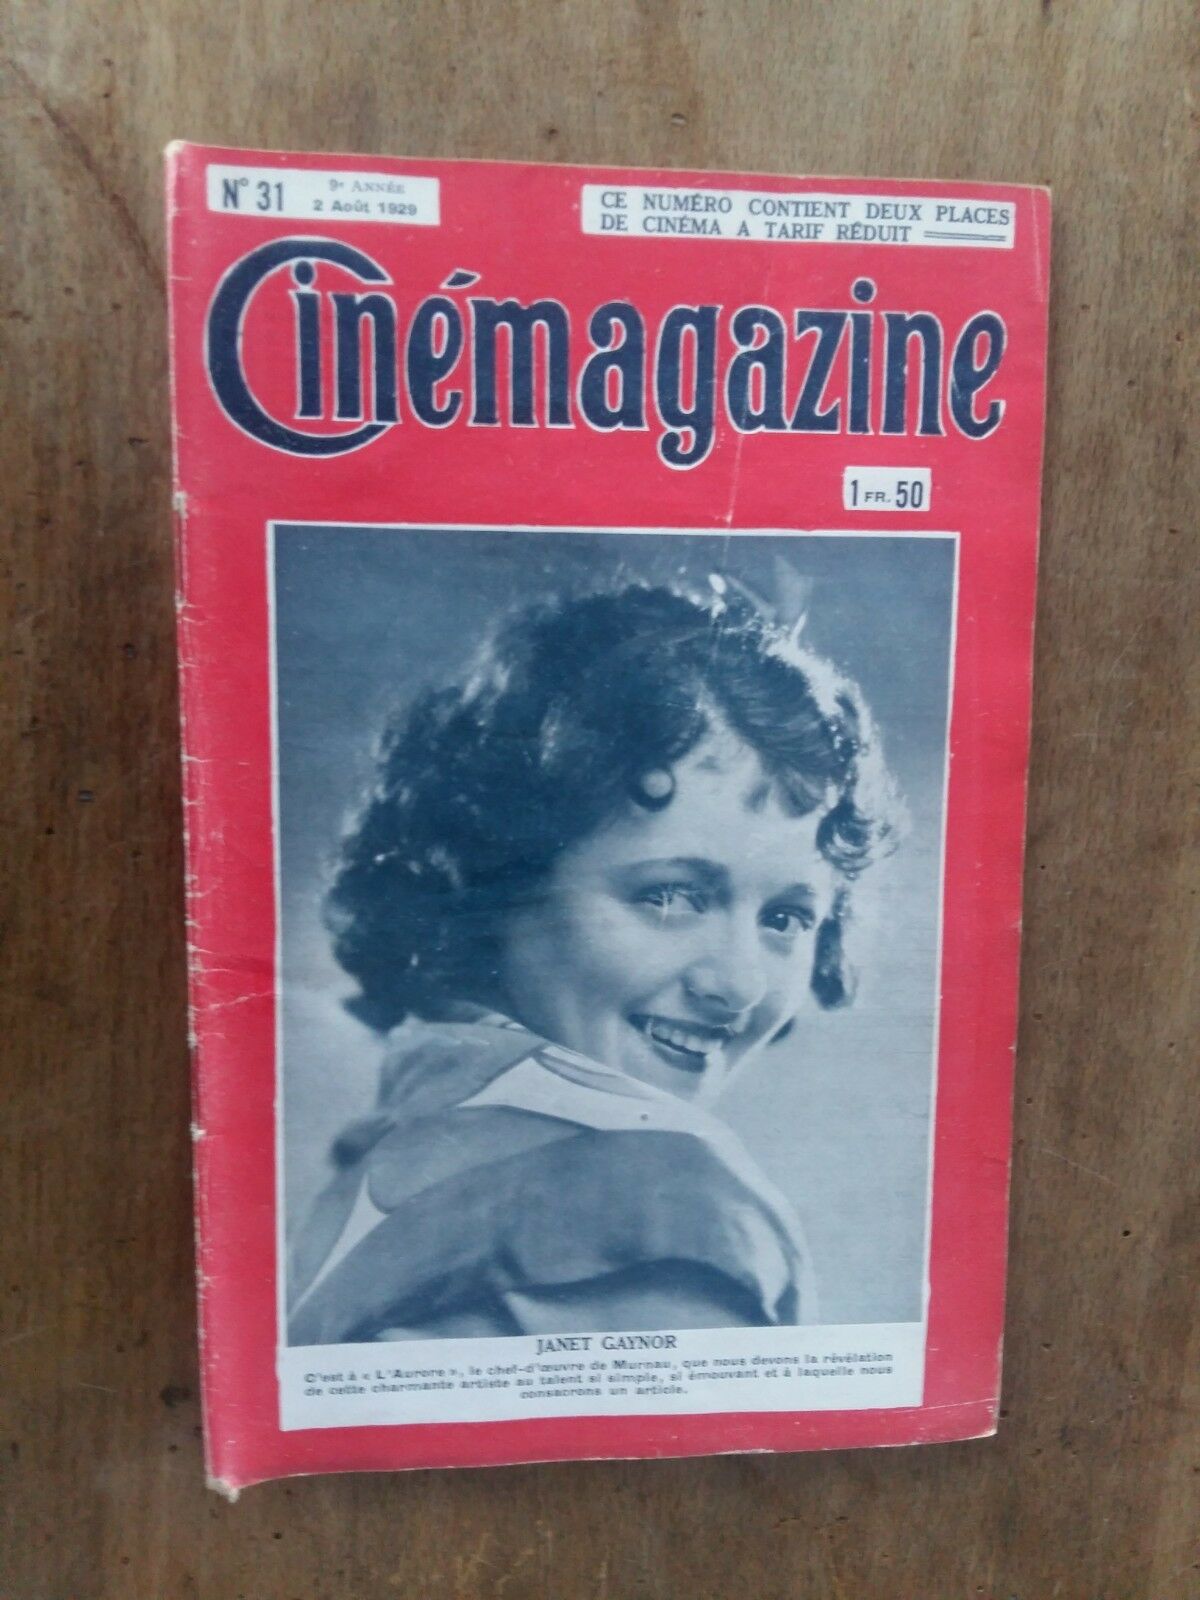 N° 31
9e ANNÉE
2 Août 1929
CE NUMÉRO CONTIENT DEUX PLACES
DE CINÉMA A TARIF RÉDUIT
Cinémagazine
1 FR. 50
JANET GAYNOR
C'est à « L'Aurore », le chef-d'œuvre de Murnau, que nous devons la révélation
de cette charmante artiste au talent si simple, si émouvant et à laquelle nous
consacrons un article.